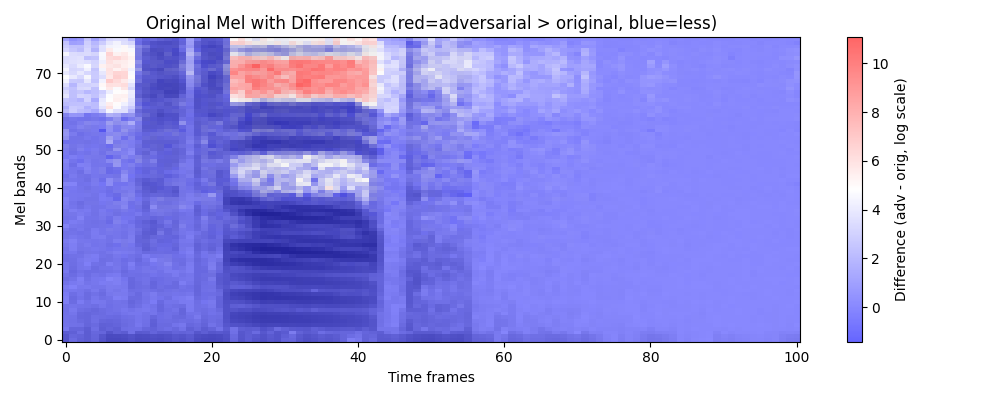 Original Mel with Differences (red=adversarial > original, blue=less)
Mel bands
70
60
50
40
30
20
10
0
0 20 40 60 80 100
Time frames
10
8
6
4
2
0
Difference (adv - orig, log scale)